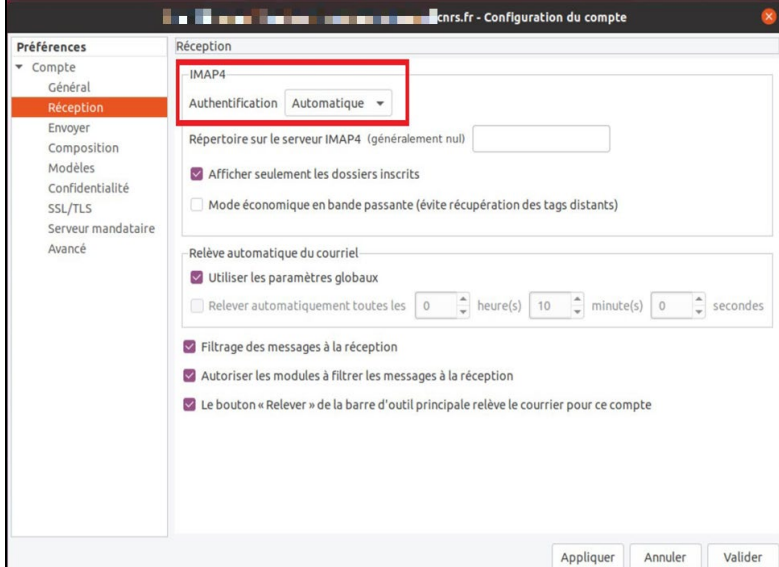 cnrs.fr - Configuration du compte
Préférences
Compte
Général
Réception
Envoyer
Composition
Modèles
Confidentialité
SSL/TLS
Serveur mandataire
Avancé
Réception
IMAP4
Authentification Automatique
Répertoire sur le serveur IMAP4 (généralement nul)
Afficher seulement les dossiers inscrits
Mode économique en bande passante (évite récupération des tags distants)
Relève automatique du courriel
Utiliser les paramètres globaux
Relever automatiquement toutes les 0 heure(s) 10 minute(s) 0 secondes
Filtrage des messages à la réception
Autoriser les modules à filtrer les messages à la réception
Le bouton « Relever » de la barre d'outil principale relève le courrier pour ce compte
Appliquer Annuler Valider